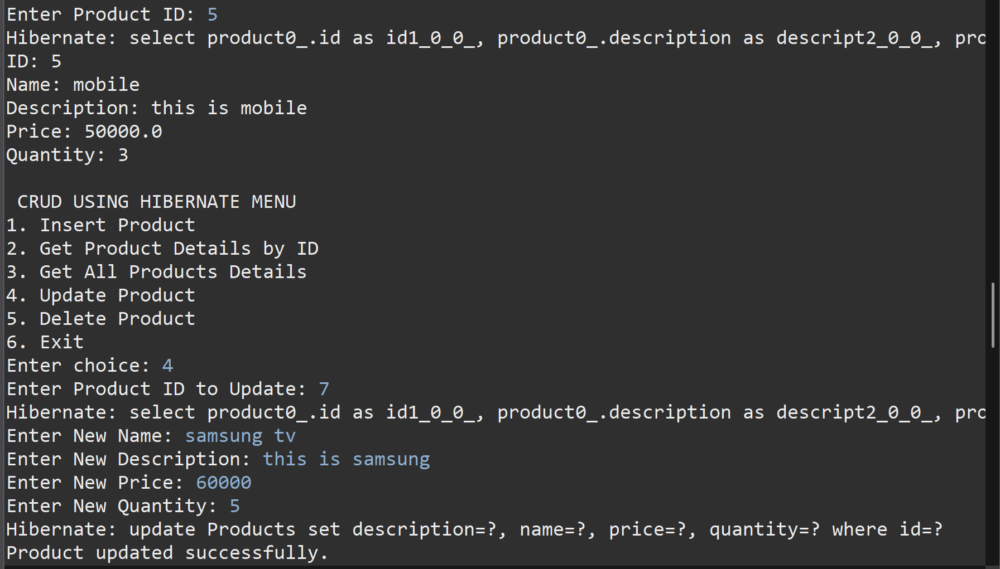 Enter Product ID: 5
Hibernate: select product0_.id as id1_0_0_, product0_.description as descript2_0_0_, pro
ID: 5
Name: mobile
Description: this is mobile
Price: 50000.0
Quantity: 3
CRUD USING HIBERNATE MENU
1. Insert Product
2. Get Product Details by ID
3. Get All Products Details
4. Update Product
5. Delete Product
6. Exit
Enter choice: 4
Enter Product ID to Update: 7
Hibernate: select product0_.id as id1_0_0_, product0_.description as descript2_0_0_, pro
Enter New Name: samsung tv
Enter New Description: this is samsung
Enter New Price: 60000
Enter New Quantity: 5
Hibernate: update Products set description=?, name=?, price=?, quantity=? where id=?
Product updated successfully.